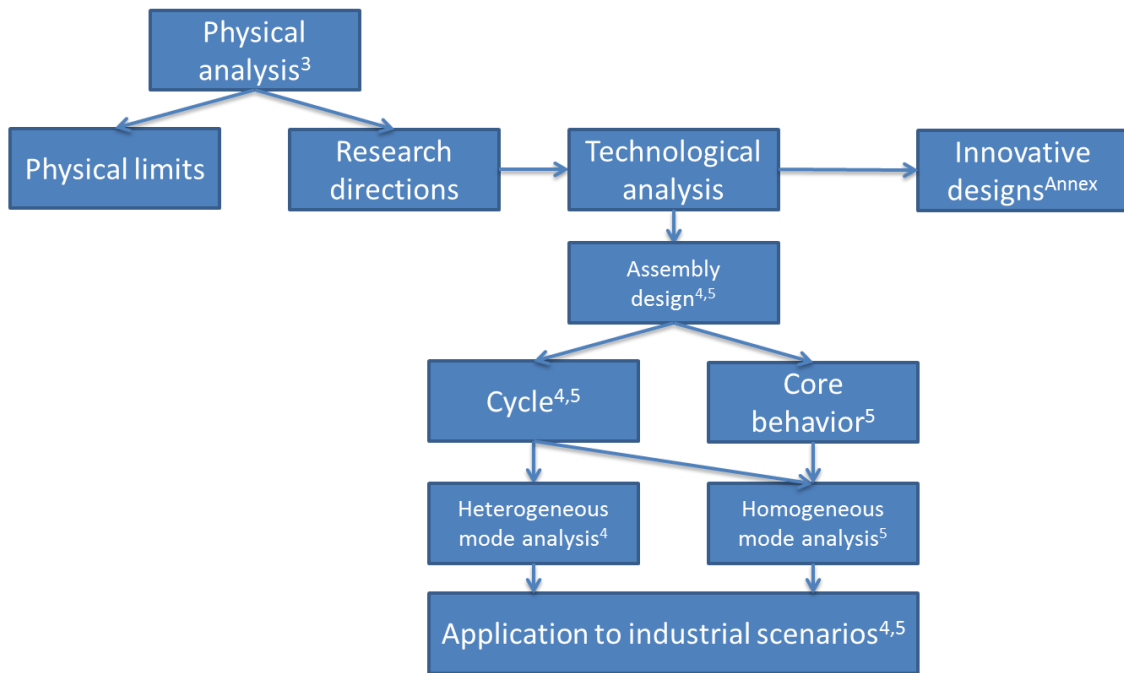 Physical
analysis³
Physical limits
Research
directions
Technological
analysis
Innovative
designsᴬⁿⁿᵉˣ
Assembly
design⁴,⁵
Cycle⁴,⁵
Core
behavior⁵
Heterogeneous
mode analysis⁴
Homogeneous
mode analysis⁵
Application to industrial scenarios⁴,⁵